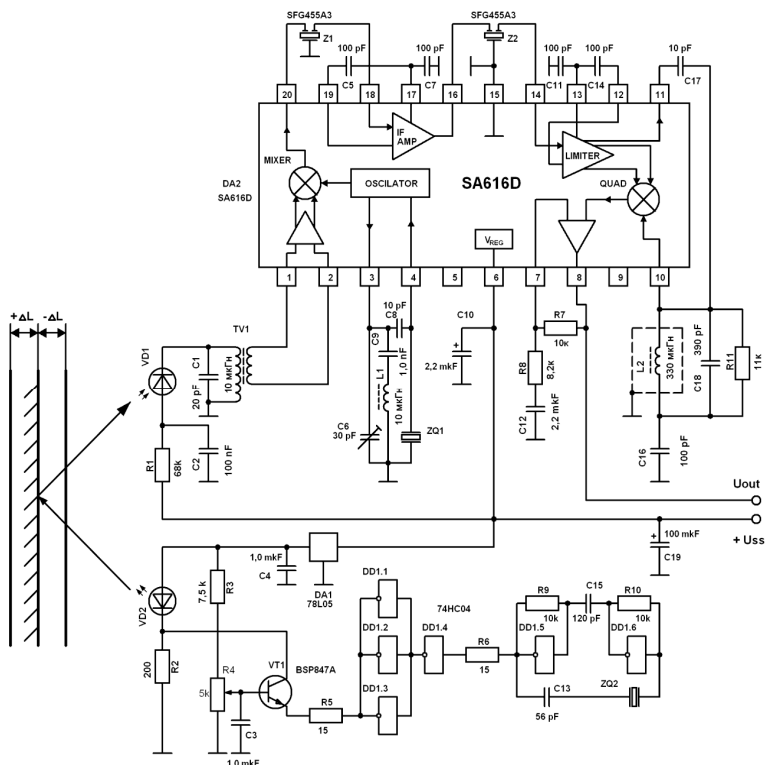 SFG455A3
SFG455A3
Z1
Z2
100 pF
100 pF
100 pF
100 pF
10 pF
C5
C7
C11
C14
C17
20
19
18
17
16
15
14
13
12
11
IF
AMP
LIMITER
MIXER
DA2
SA616D
OSCILATOR
SA616D
QUAD
VREG
1
2
3
4
5
6
7
8
9
10
+ΔL
-ΔL
VD1
C1
20 pF
10 мкГн
TV1
10 pF
C8
C9
1,0 nF
L1
10 мкГн
C6
30 pF
ZQ1
C10
2,2 mkF
R7
10к
R8
8,2к
C12
2,2 mkF
L2
330 мкГн
390 pF
C18
R11
11к
R1
68k
C2
100 nF
C16
100 pF
Uout
+ Uss
100 mkF
C19
1,0 mkF
C4
DA1
78L05
VD2
R3
7,5 k
200
R2
R4
5k
VT1
BSP847A
C3
1,0 mkF
R5
15
DD1.1
DD1.2
DD1.3
DD1.4
74HC04
R6
15
R9
10k
C15
120 pF
R10
10k
DD1.5
DD1.6
C13
56 pF
ZQ2